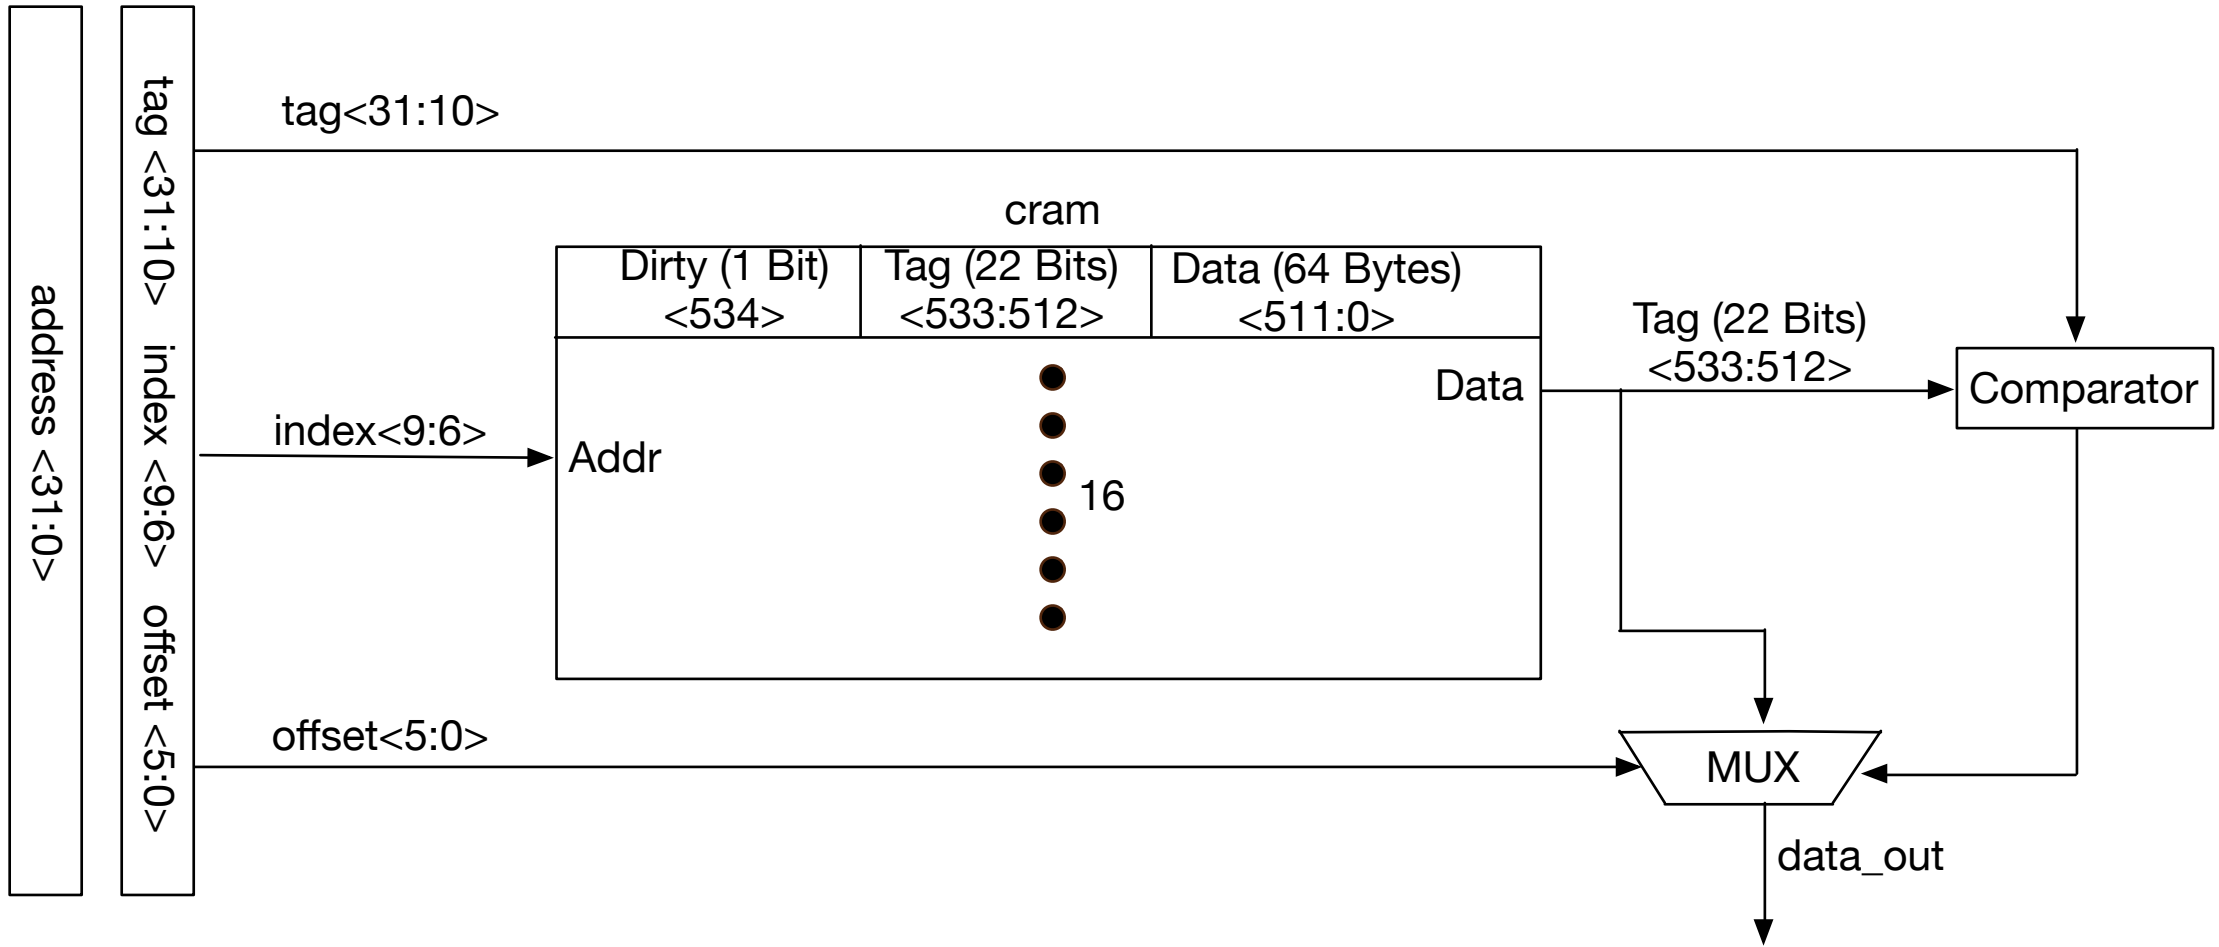 address <31:0>
tag <31:10>   index <9:6>   offset <5:0>
tag<31:10>
cram
Dirty (1 Bit)
<534>
Tag (22 Bits)
<533:512>
Data (64 Bytes)
<511:0>
Tag (22 Bits)
<533:512>
Data
Comparator
index<9:6>
Addr
16
offset<5:0>
MUX
data_out